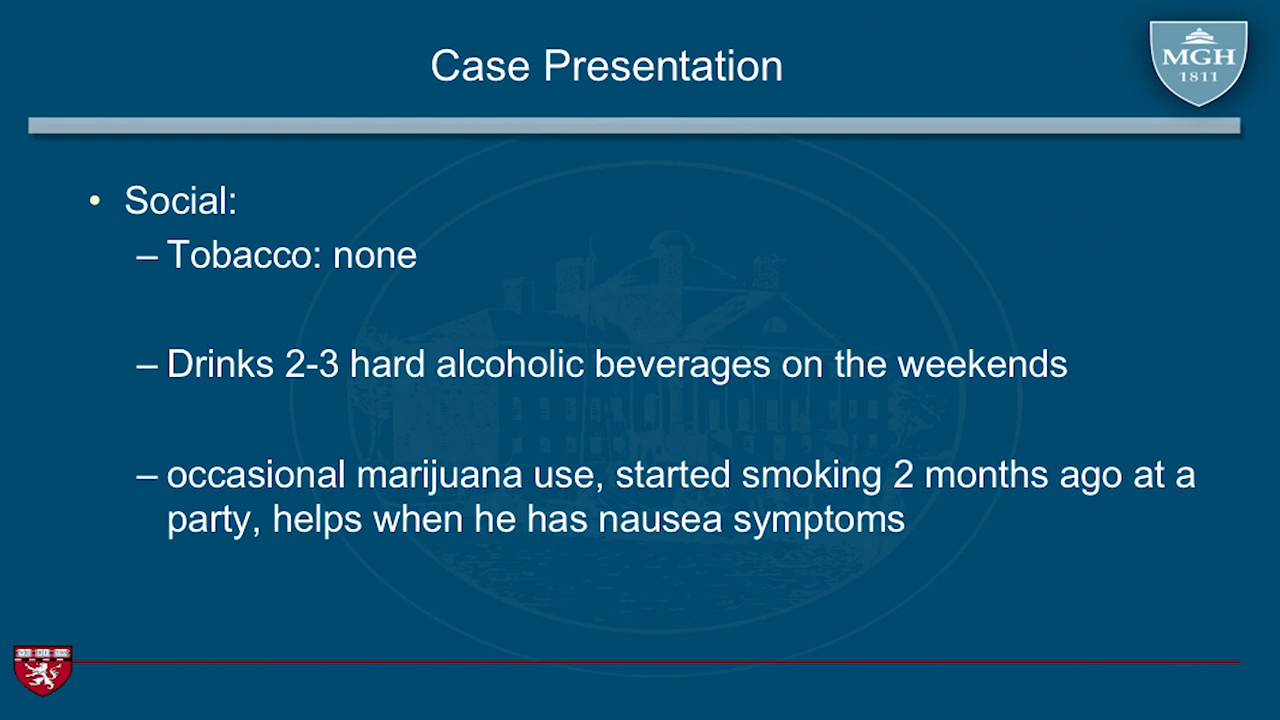 Case Presentation
MGH
1811
• Social:
– Tobacco: none
– Drinks 2-3 hard alcoholic beverages on the weekends
– occasional marijuana use, started smoking 2 months ago at a
party, helps when he has nausea symptoms